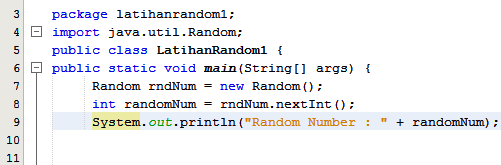 3 package latihanrandom1;
4 import java.util.Random;
5 public class LatihanRandom1 {
6 public static void main(String[] args) {
7 Random rndNum = new Random();
8 int randomNum = rndNum.nextInt();
9 System.out.println("Random Number : " + randomNum);
10
11